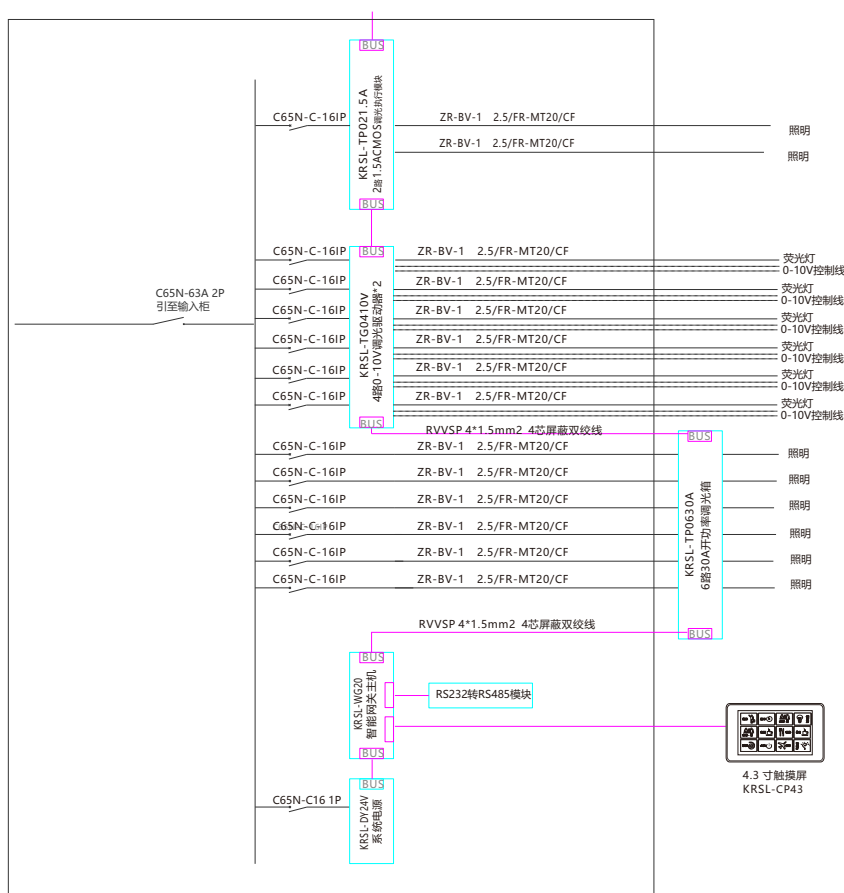 BUS
KRSL-TP021.5A
2路1.5ACMOS调光执行模块
C65N-C-16IP
ZR-BV-1 2.5/FR-MT20/CF
照明
ZR-BV-1 2.5/FR-MT20/CF
照明
BUS
BUS
KRSL-TG0410V
4路0-10V调光驱动器*2
C65N-C-16IP
ZR-BV-1 2.5/FR-MT20/CF
荧光灯
0-10V控制线
C65N-C-16IP
ZR-BV-1 2.5/FR-MT20/CF
荧光灯
0-10V控制线
C65N-63A 2P
引至输入柜
C65N-C-16IP
ZR-BV-1 2.5/FR-MT20/CF
荧光灯
0-10V控制线
C65N-C-16IP
ZR-BV-1 2.5/FR-MT20/CF
荧光灯
0-10V控制线
C65N-C-16IP
ZR-BV-1 2.5/FR-MT20/CF
荧光灯
0-10V控制线
C65N-C-16IP
ZR-BV-1 2.5/FR-MT20/CF
荧光灯
0-10V控制线
BUS
RVVSP 4*1.5mm2 4芯屏蔽双绞线
BUS
KRSL-TP0630A
6路30A开功率调光箱
C65N-C-16IP
ZR-BV-1 2.5/FR-MT20/CF
照明
C65N-C-16IP
ZR-BV-1 2.5/FR-MT20/CF
照明
C65N-C-16IP
ZR-BV-1 2.5/FR-MT20/CF
照明
C65N-C-16IP
ZR-BV-1 2.5/FR-MT20/CF
照明
C65N-C-16IP
ZR-BV-1 2.5/FR-MT20/CF
照明
C65N-C-16IP
ZR-BV-1 2.5/FR-MT20/CF
照明
RVVSP 4*1.5mm2 4芯屏蔽双绞线
BUS
BUS
KRSL-WG20
智能网关主机
RS232转RS485模块
BUS
4.3 寸触摸屏
KRSL-CP43
BUS
KRSL-DY24V
系统电源
C65N-C16 1P